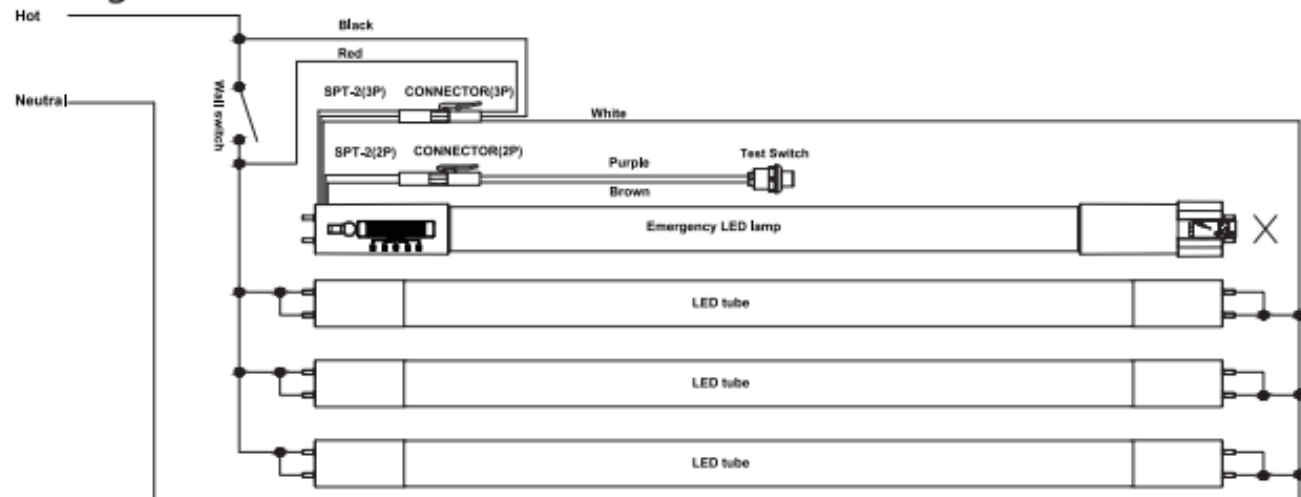 Hot
Black
Red
SPT-2(3P) CONNECTOR(3P)
Neutral
Wall switch
White
SPT-2(2P) CONNECTOR(2P)
Purple
Test Switch
Brown
Emergency LED lamp
LED tube
LED tube
LED tube